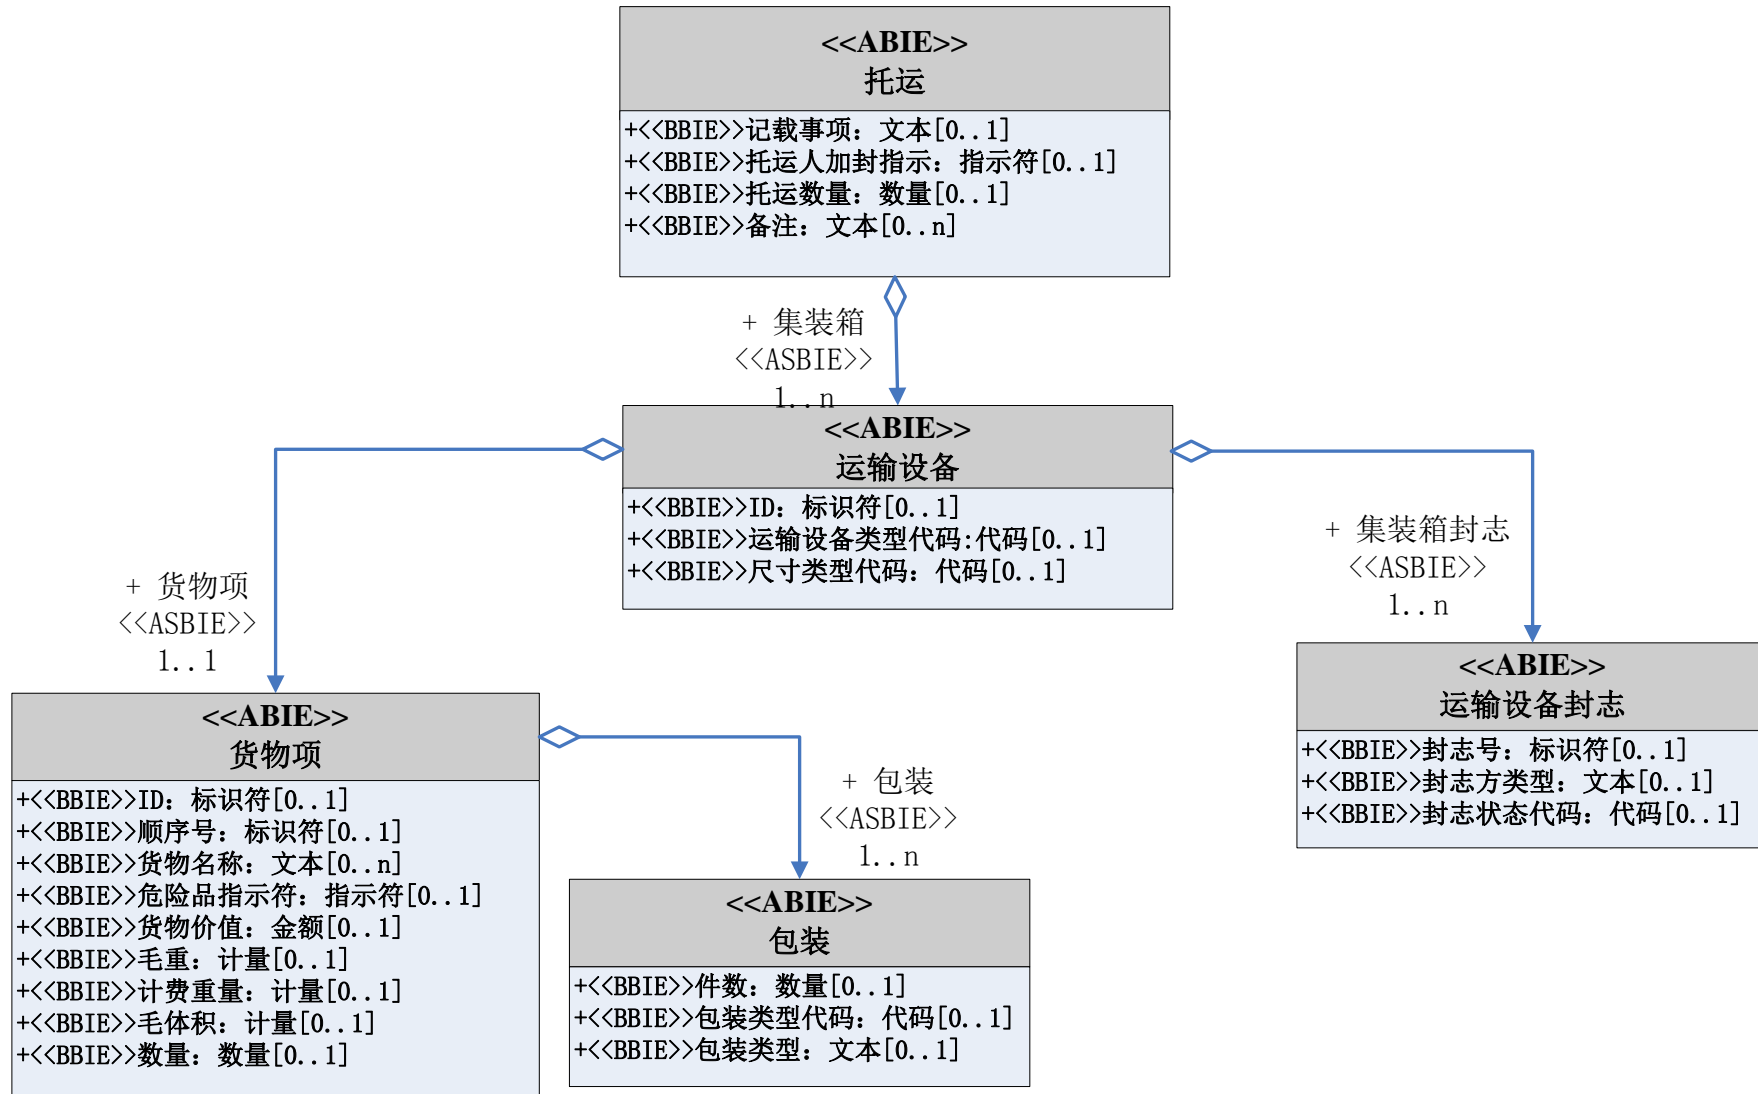 <<ABIE>>
托运
+<<BBIE>>记载事项：文本[0..1]
+<<BBIE>>托运人加封指示：指示符[0..1]
+<<BBIE>>托运数量：数量[0..1]
+<<BBIE>>备注：文本[0..n]
+ 集装箱
<<ASBIE>>
1..n
<<ABIE>>
运输设备
+<<BBIE>>ID：标识符[0..1]
+<<BBIE>>运输设备类型代码:代码[0..1]
+<<BBIE>>尺寸类型代码：代码[0..1]
+ 货物项
<<ASBIE>>
1..1
+ 集装箱封志
<<ASBIE>>
1..n
<<ABIE>>
货物项
+<<BBIE>>ID：标识符[0..1]
+<<BBIE>>顺序号：标识符[0..1]
+<<BBIE>>货物名称：文本[0..n]
+<<BBIE>>危险品指示符：指示符[0..1]
+<<BBIE>>货物价值：金额[0..1]
+<<BBIE>>毛重：计量[0..1]
+<<BBIE>>计费重量：计量[0..1]
+<<BBIE>>毛体积：计量[0..1]
+<<BBIE>>数量：数量[0..1]
+ 包装
<<ASBIE>>
1..n
<<ABIE>>
包装
+<<BBIE>>件数：数量[0..1]
+<<BBIE>>包装类型代码：代码[0..1]
+<<BBIE>>包装类型：文本[0..1]
<<ABIE>>
运输设备封志
+<<BBIE>>封志号：标识符[0..1]
+<<BBIE>>封志方类型：文本[0..1]
+<<BBIE>>封志状态代码：代码[0..1]